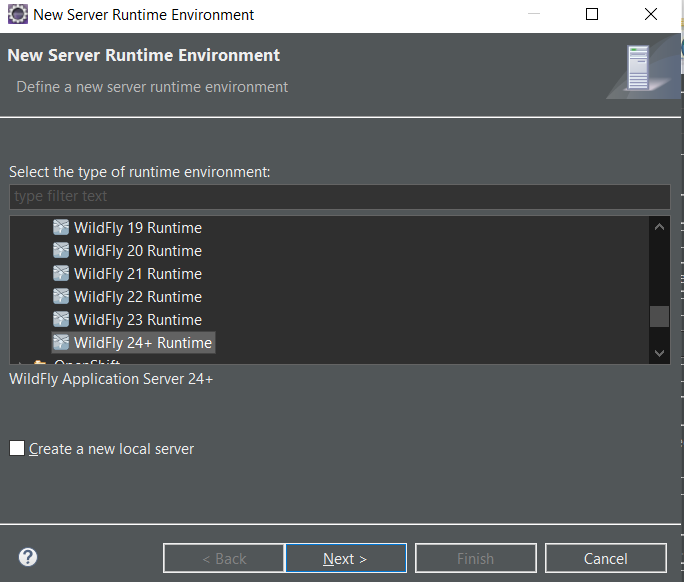 New Server Runtime Environment
New Server Runtime Environment
Define a new server runtime environment
Select the type of runtime environment:
type filter text
WildFly 19 Runtime
WildFly 20 Runtime
WildFly 21 Runtime
WildFly 22 Runtime
WildFly 23 Runtime
WildFly 24+ Runtime
OpenShift
WildFly Application Server 24+
Create a new local server
?
< Back
Next >
Finish
Cancel